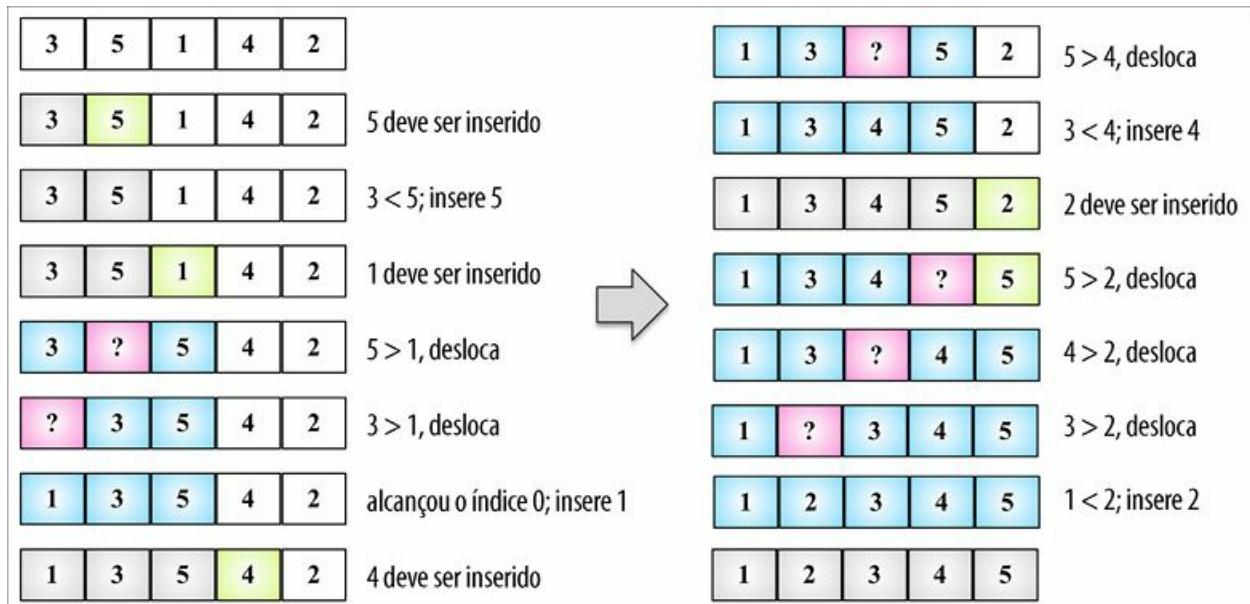 3 5 1 4 2
3 5 1 4 2 5 deve ser inserido
3 5 1 4 2 3 < 5; insere 5
3 5 1 4 2 1 deve ser inserido
3 ? 5 4 2 5 > 1, desloca
? 3 5 4 2 3 > 1, desloca
1 3 5 4 2 alcançou o índice 0; insere 1
1 3 5 4 2 4 deve ser inserido
1 3 ? 5 2 5 > 4, desloca
1 3 4 5 2 3 < 4; insere 4
1 3 4 5 2 2 deve ser inserido
1 3 4 ? 5 5 > 2, desloca
1 3 ? 4 5 4 > 2, desloca
1 ? 3 4 5 3 > 2, desloca
1 2 3 4 5 1 < 2; insere 2
1 2 3 4 5